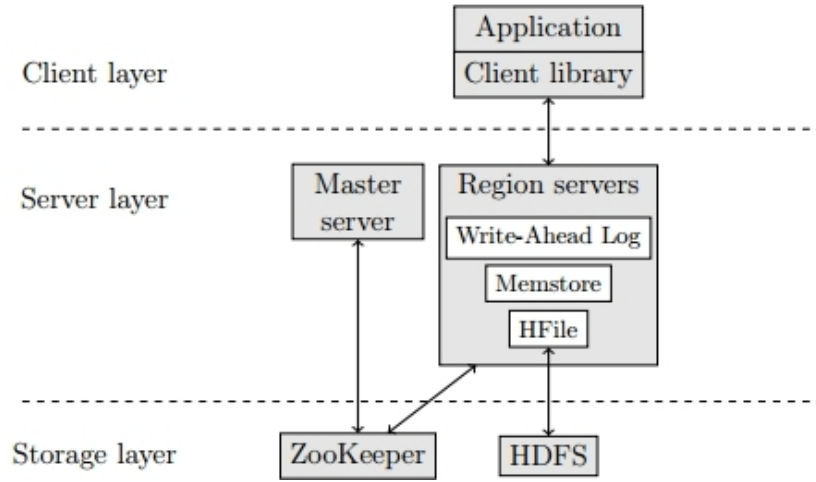 Application
Client layer
Client library
Server layer
Master
server
Region servers
Write-Ahead Log
Memstore
HFile
Storage layer
ZooKeeper
HDFS